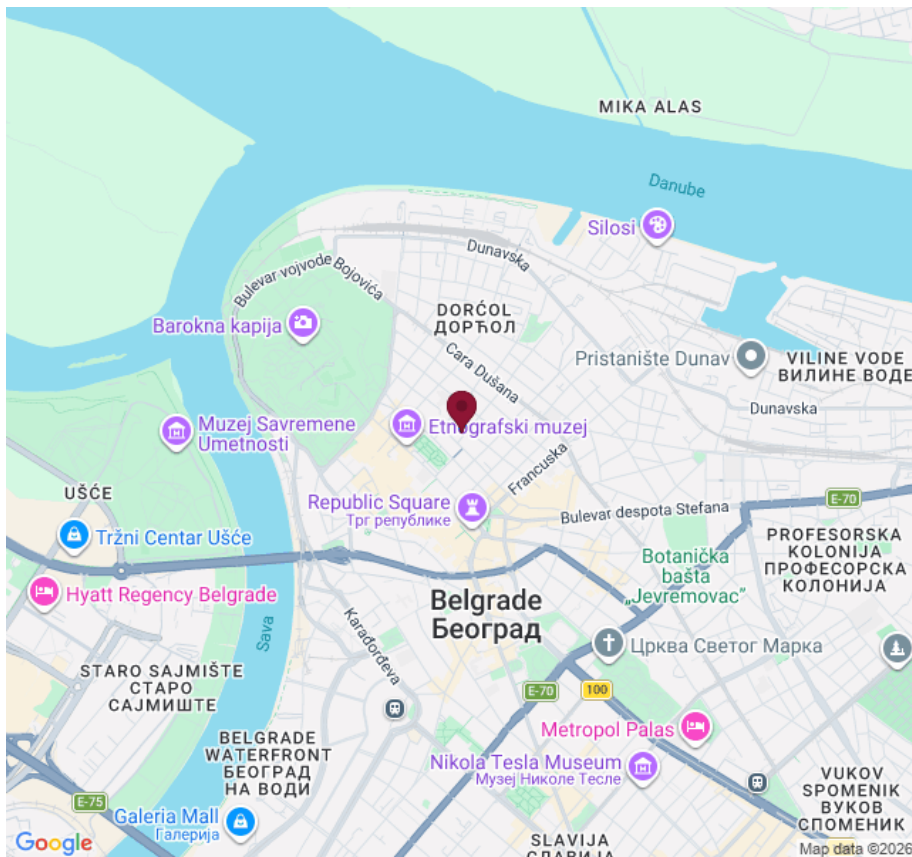 MIKA ALAS
Danube
Silosi
Dunavska
Bulevar vojvode Bojovića
DORĆOL
ДОРЋОЛ
Barokna kapija
Cara Dušana
Pristanište Dunav
VILINE VODE
ВИЛИНЕ ВОДЕ
Dunavska
Muzej Savremene
Umetnosti
Etnografski muzej
Francuska
UŠĆE
Republic Square
Трг републике
Bulevar despota Stefana
E-70
Tržni Centar Ušće
PROFESORSKA
KOLONIJA
ПРОФЕСОРСКА
КОЛОНИЈА
Botanička
bašta
„Jevremovac”
Hyatt Regency Belgrade
Belgrade
Београд
Sava
Karađorđeva
Црква Светог Марка
STARO SAJMIŠTE
СТАРО
САЈМИШТЕ
E-70
100
Metropol Palas
BELGRADE
WATERFRONT
БЕОГРАД
НА ВОДИ
Nikola Tesla Museum
Музеј Николе Тесле
E-75
Galeria Mall
Галерија
VUKOV
SPOMENIK
ВУКОВ
СПОМЕНИК
SLAVIJA
СЛАВИЈА
Google
Map data ©2026